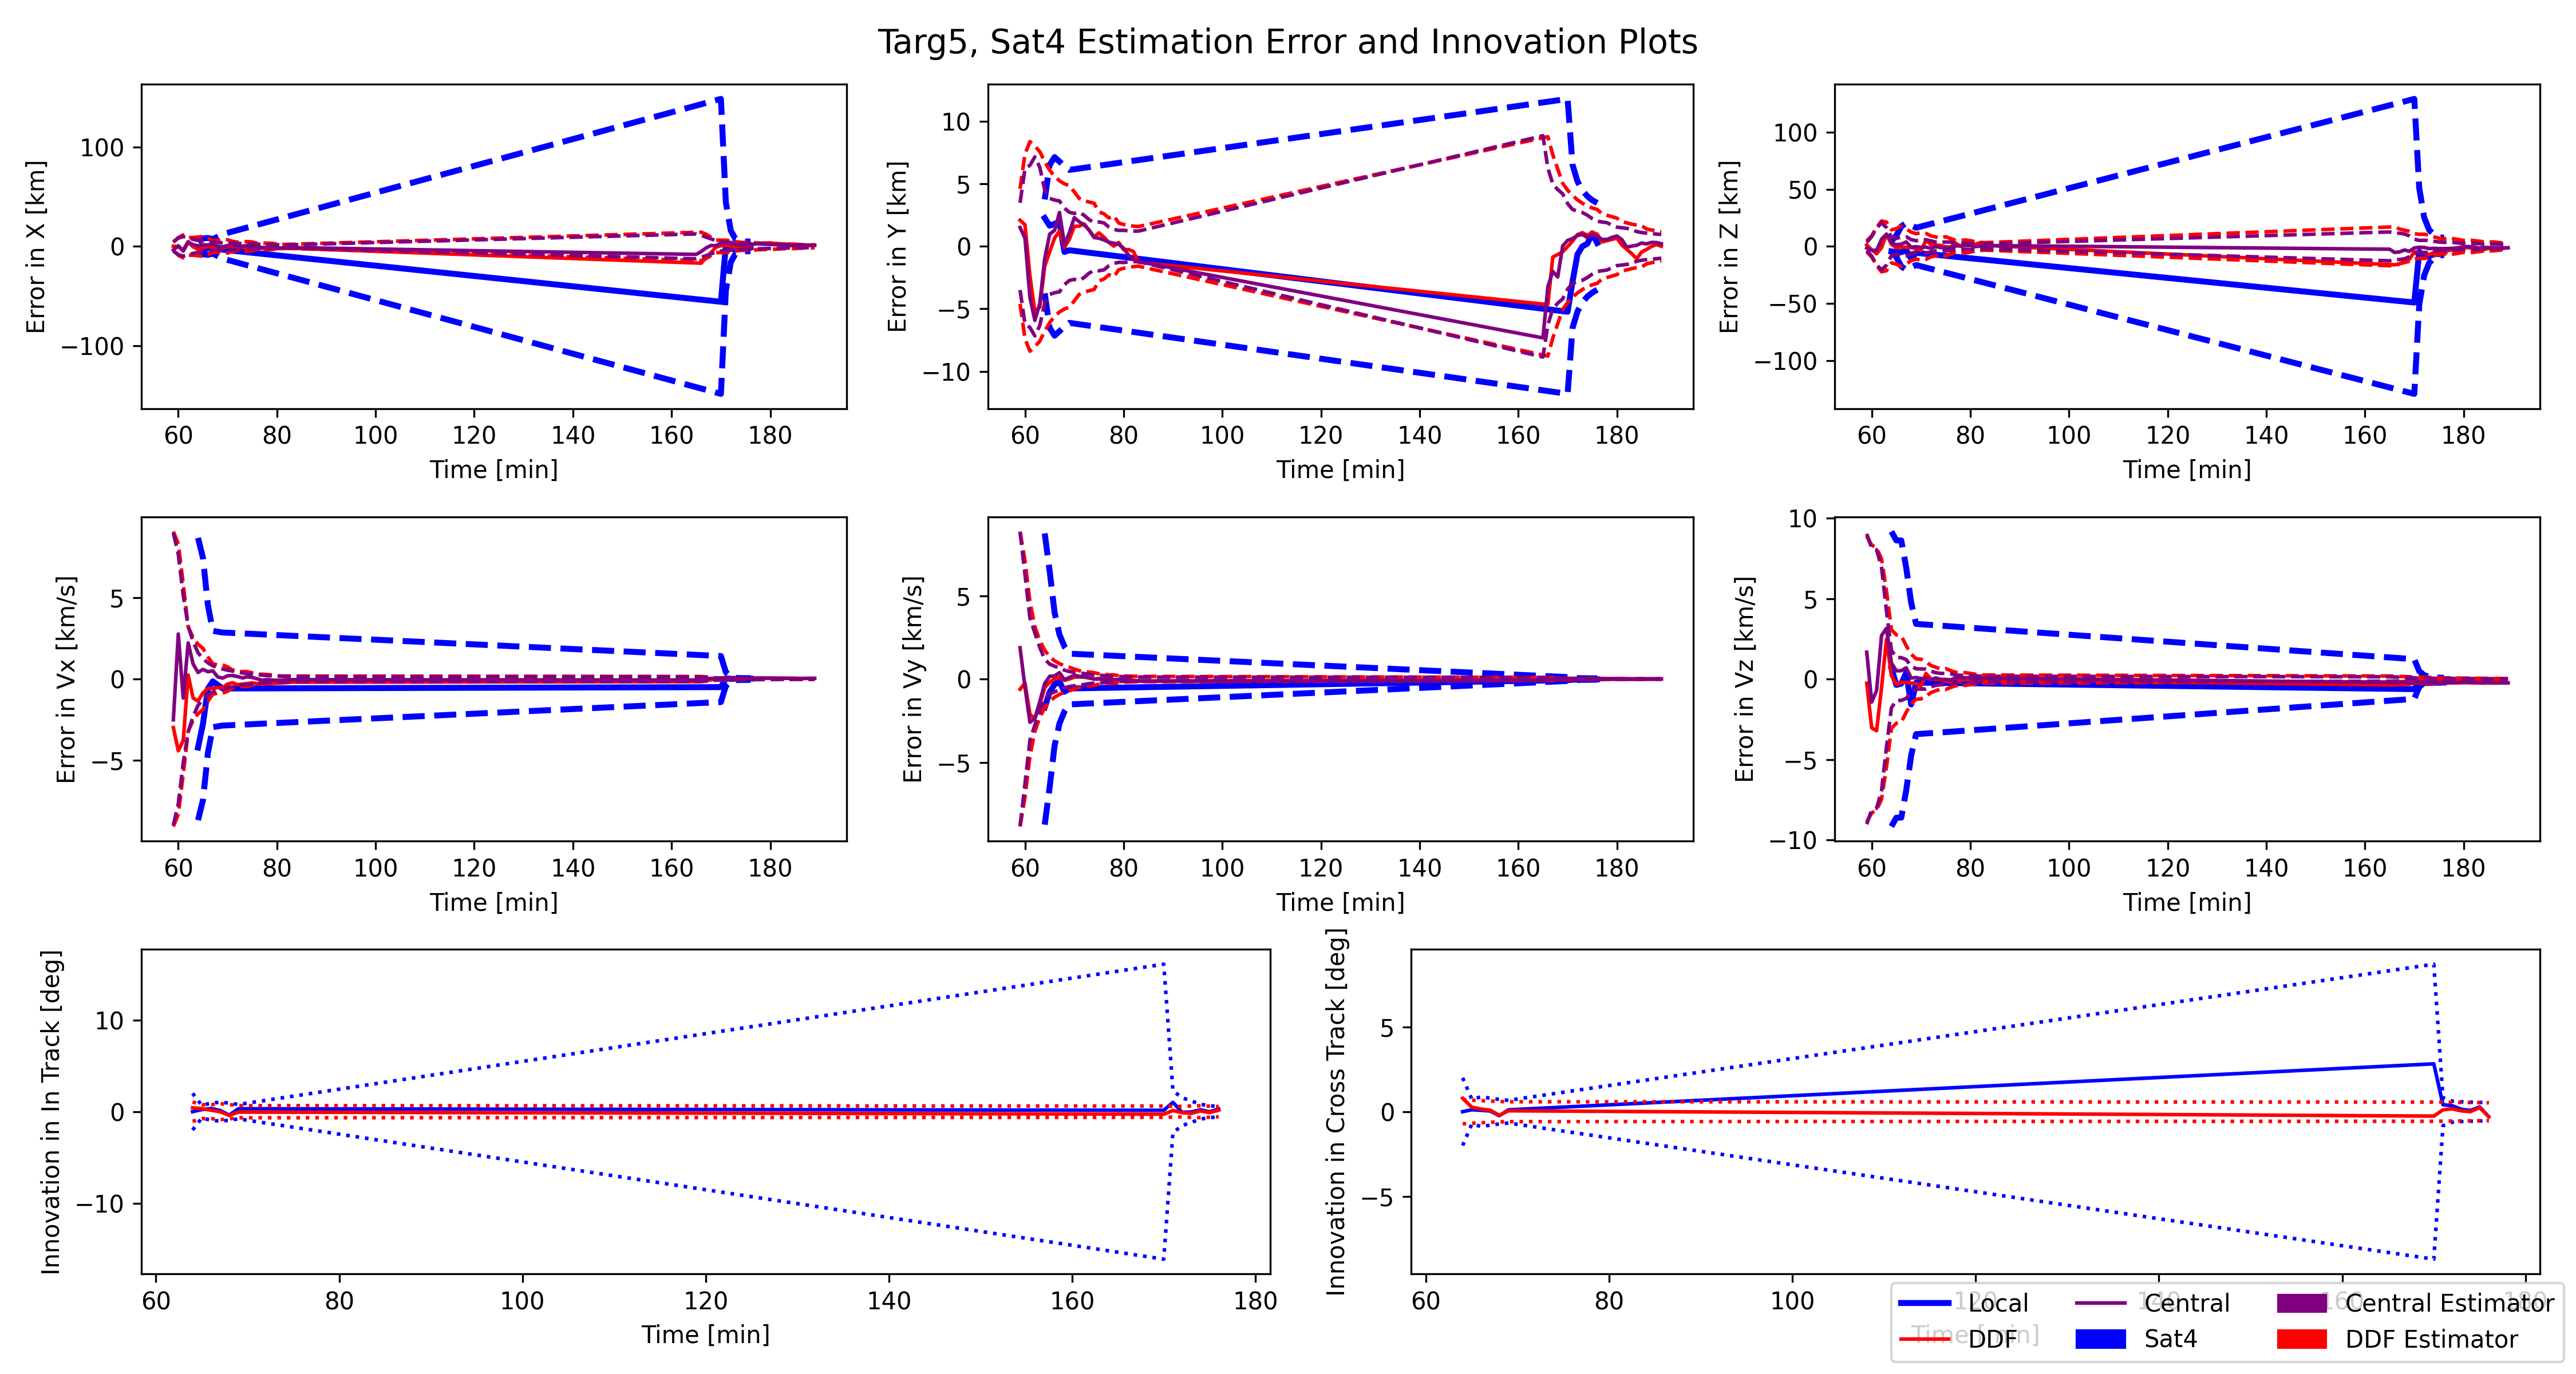 Targ5, Sat4 Estimation Error and Innovation Plots
Error in X [km]
100
0
−100
60 80 100 120 140 160 180
Time [min]
Error in Y [km]
10
5
0
−5
−10
60 80 100 120 140 160 180
Time [min]
Error in Z [km]
100
50
0
−50
−100
60 80 100 120 140 160 180
Time [min]
Error in Vx [km/s]
5
0
−5
60 80 100 120 140 160 180
Time [min]
Error in Vy [km/s]
5
0
−5
60 80 100 120 140 160 180
Time [min]
Error in Vz [km/s]
10
5
0
−5
−10
60 80 100 120 140 160 180
Time [min]
Innovation in In Track [deg]
10
0
−10
60 80 100 120 140 160 180
Time [min]
Innovation in Cross Track [deg]
5
0
−5
60 80 100 120 140 160 180
Time [min]
Local Central Central Estimator
DDF Sat4 DDF Estimator